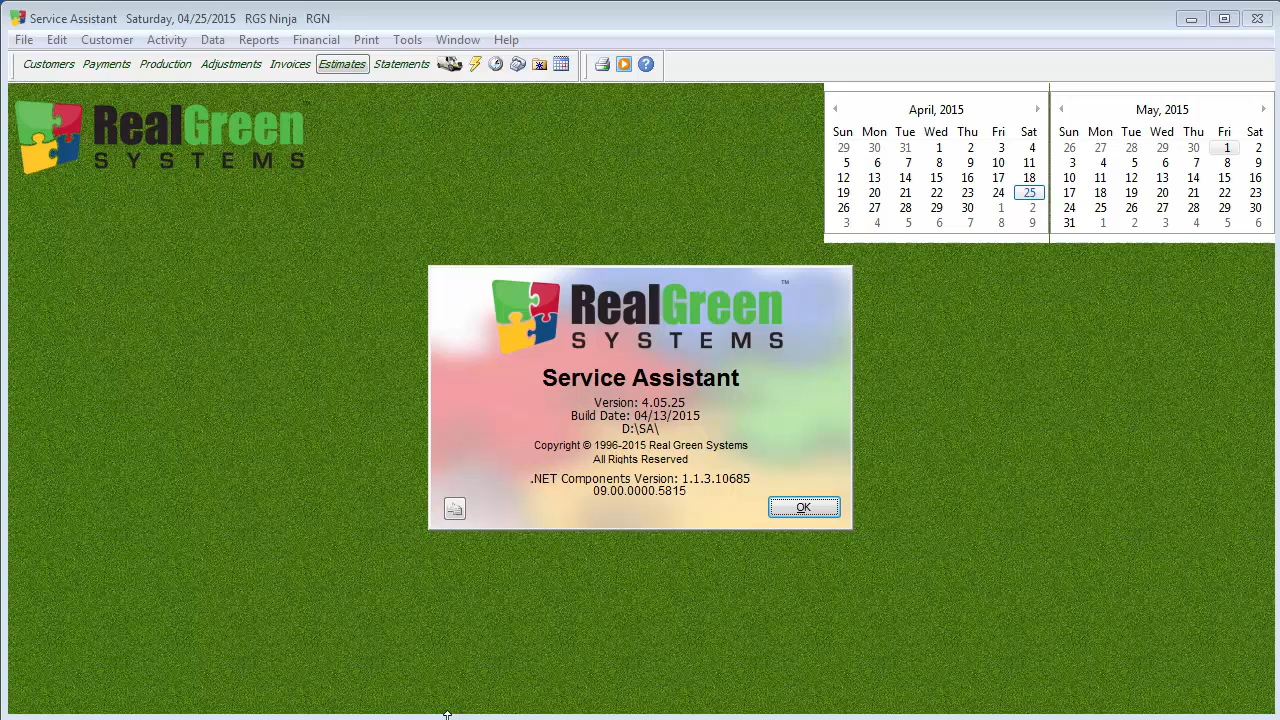 Service Assistant Saturday, 04/25/2015 RGS Ninja RGN
File Edit Customer Activity Data Reports Financial Print Tools Window Help
Customers Payments Production Adjustments Invoices Estimates Statements
RealGreen
SYSTEMS
April, 2015
Sun Mon Tue Wed Thu Fri Sat
29 30 31 1 2 3 4
5 6 7 8 9 10 11
12 13 14 15 16 17 18
19 20 21 22 23 24 25
26 27 28 29 30 1 2
3 4 5 6 7 8 9
May, 2015
Sun Mon Tue Wed Thu Fri Sat
26 27 28 29 30 1 2
3 4 5 6 7 8 9
10 11 12 13 14 15 16
17 18 19 20 21 22 23
24 25 26 27 28 29 30
31 1 2 3 4 5 6
RealGreen™
SYSTEMS
Service Assistant
Version: 4.05.25
Build Date: 04/13/2015
D:\SA\
Copyright © 1996-2015 Real Green Systems
All Rights Reserved
.NET Components Version: 1.1.3.10685
09.00.0000.5815
OK